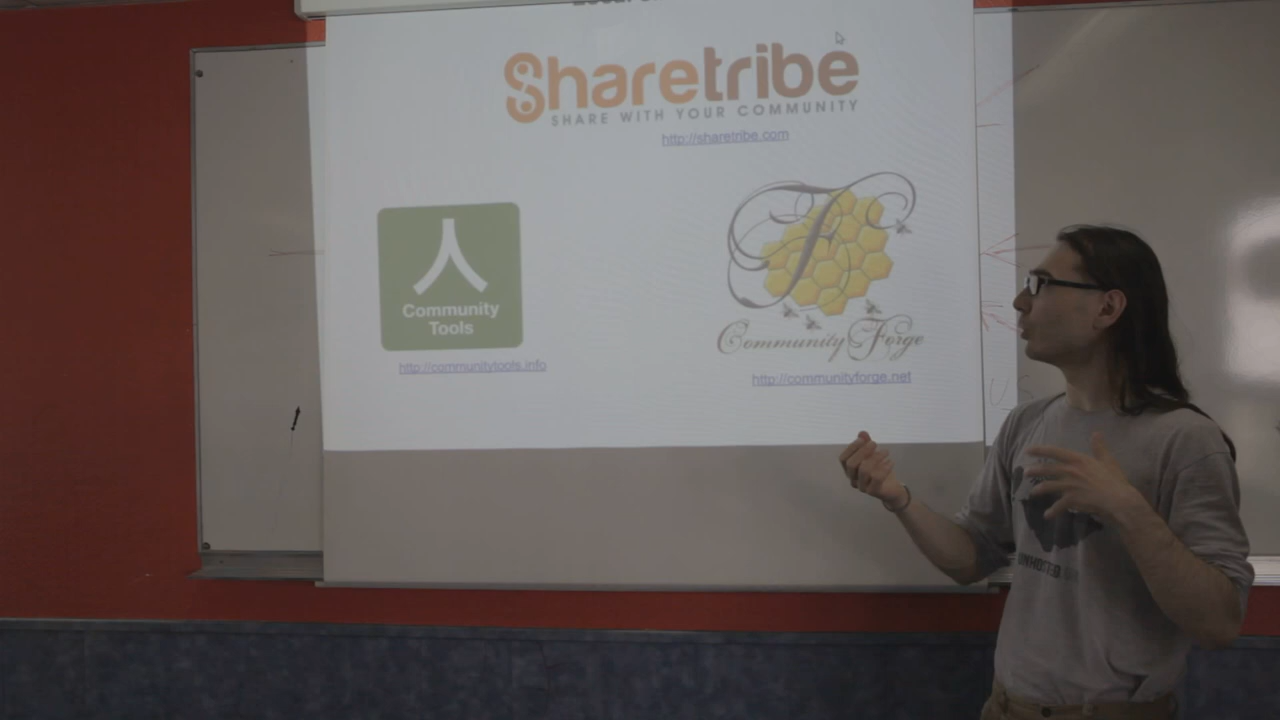 Sharetribe
SHARE WITH YOUR COMMUNITY
http://sharetribe.com
Community
Tools
http://communitytools.info
Community Forge
http://communityforge.net